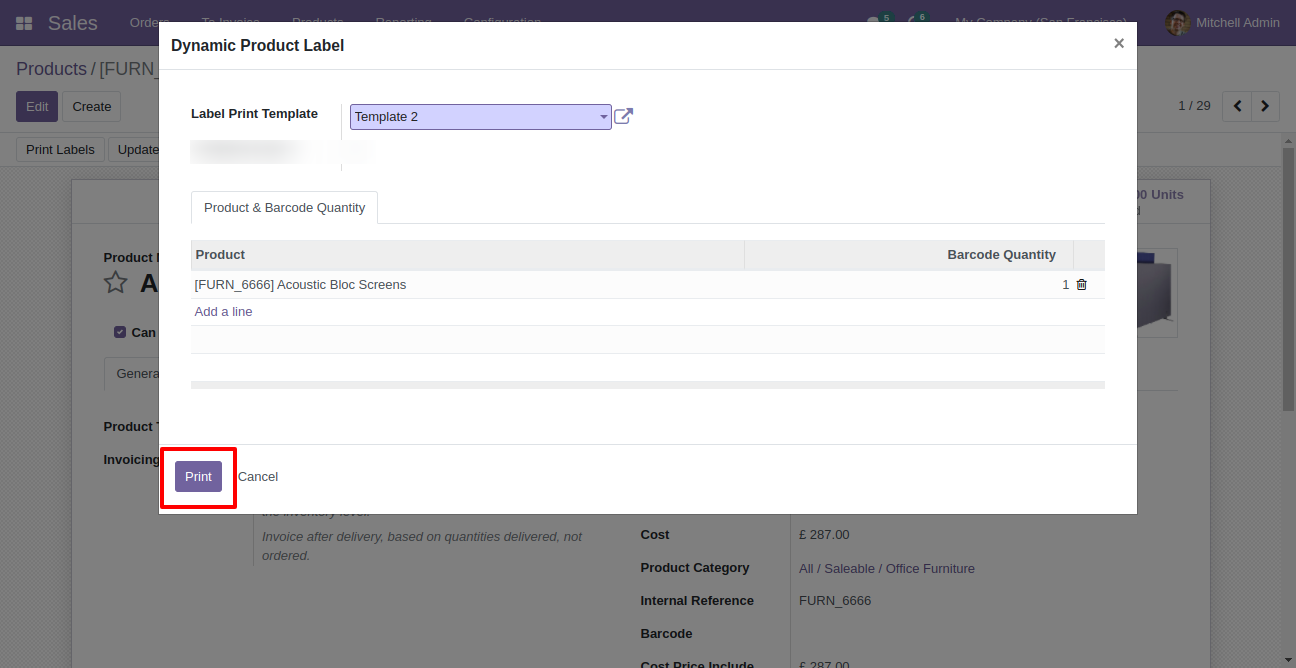 Sales Orders To Invoice Products Reporting Configuration 5 6 My Company (San Francisco) Mitchell Admin
Dynamic Product Label ×
Products / [FURN_
Edit Create 1 / 29
Print Labels Update
Label Print Template Template 2
00 Units
Product & Barcode Quantity
Product Barcode Quantity
[FURN_6666] Acoustic Bloc Screens 1
Add a line
Product
A
Can
Genera
Product
Invoicing
Print Cancel
the inventory level.
Invoice after delivery, based on quantities delivered, not
ordered.
Cost £ 287.00
Product Category All / Saleable / Office Furniture
Internal Reference FURN_6666
Barcode
Cost Price Include £ 287.00